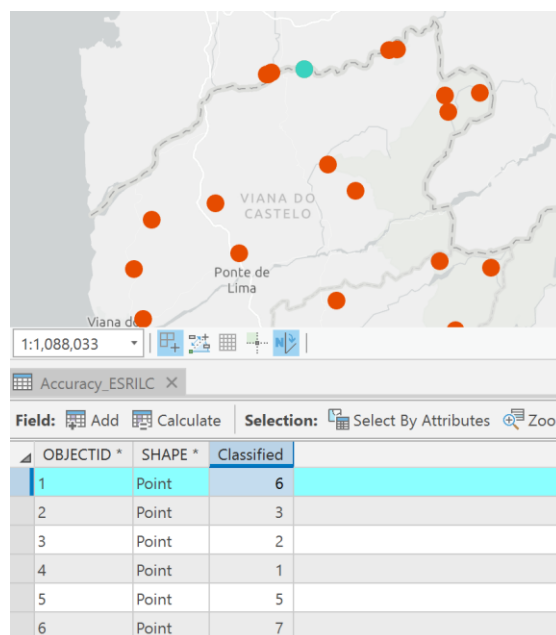 VIANA DO
CASTELO
Ponte de
Lima
Viana do
1:1,088,033
Accuracy_ESRILC
Field: Add Calculate Selection: Select By Attributes Zoo
OBJECTID * SHAPE * Classified
1 Point 6
2 Point 3
3 Point 2
4 Point 1
5 Point 5
6 Point 7